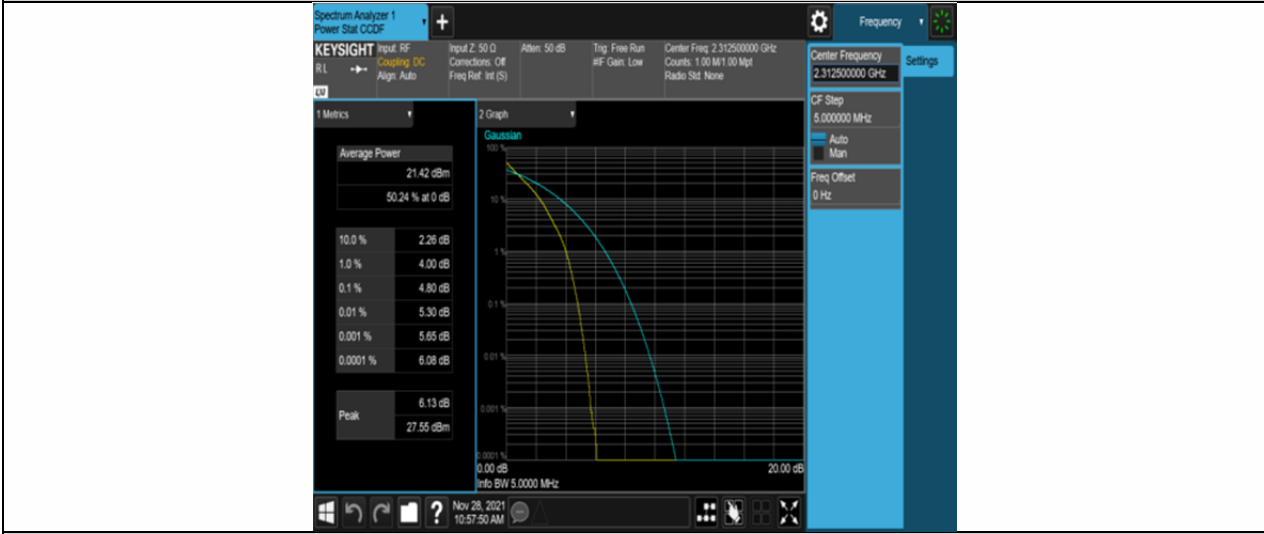 Spectrum Analyzer 1
Power Stat CCDF
+
Frequency
KEYSIGHT
Input: RF
Coupling: DC
Align: Auto
RL
Input Z: 50 Ω
Corrections: Off
Freq Ref: Int (S)
Atten: 50 dB
Trig: Free Run
#IF Gain: Low
Center Freq: 2.312500000 GHz
Counts: 1.00 M/1.00 Mpt
Radio Std: None
Center Frequency
2.312500000 GHz
Settings
CF Step
5.000000 MHz
Auto
Man
Freq Offset
0 Hz
1 Metrics
Average Power
21.42 dBm
50.24 % at 0 dB
10.0 % 2.26 dB
1.0 % 4.00 dB
0.1 % 4.80 dB
0.01 % 5.30 dB
0.001 % 5.65 dB
0.0001 % 6.08 dB
Peak
6.13 dB
27.55 dBm
2 Graph
Gaussian
100 %
10 %
1 %
0.1 %
0.01 %
0.001 %
0.0001 %
0.00 dB 20.00 dB
Info BW 5.0000 MHz
?
Nov 28, 2021
10:57:50 AM